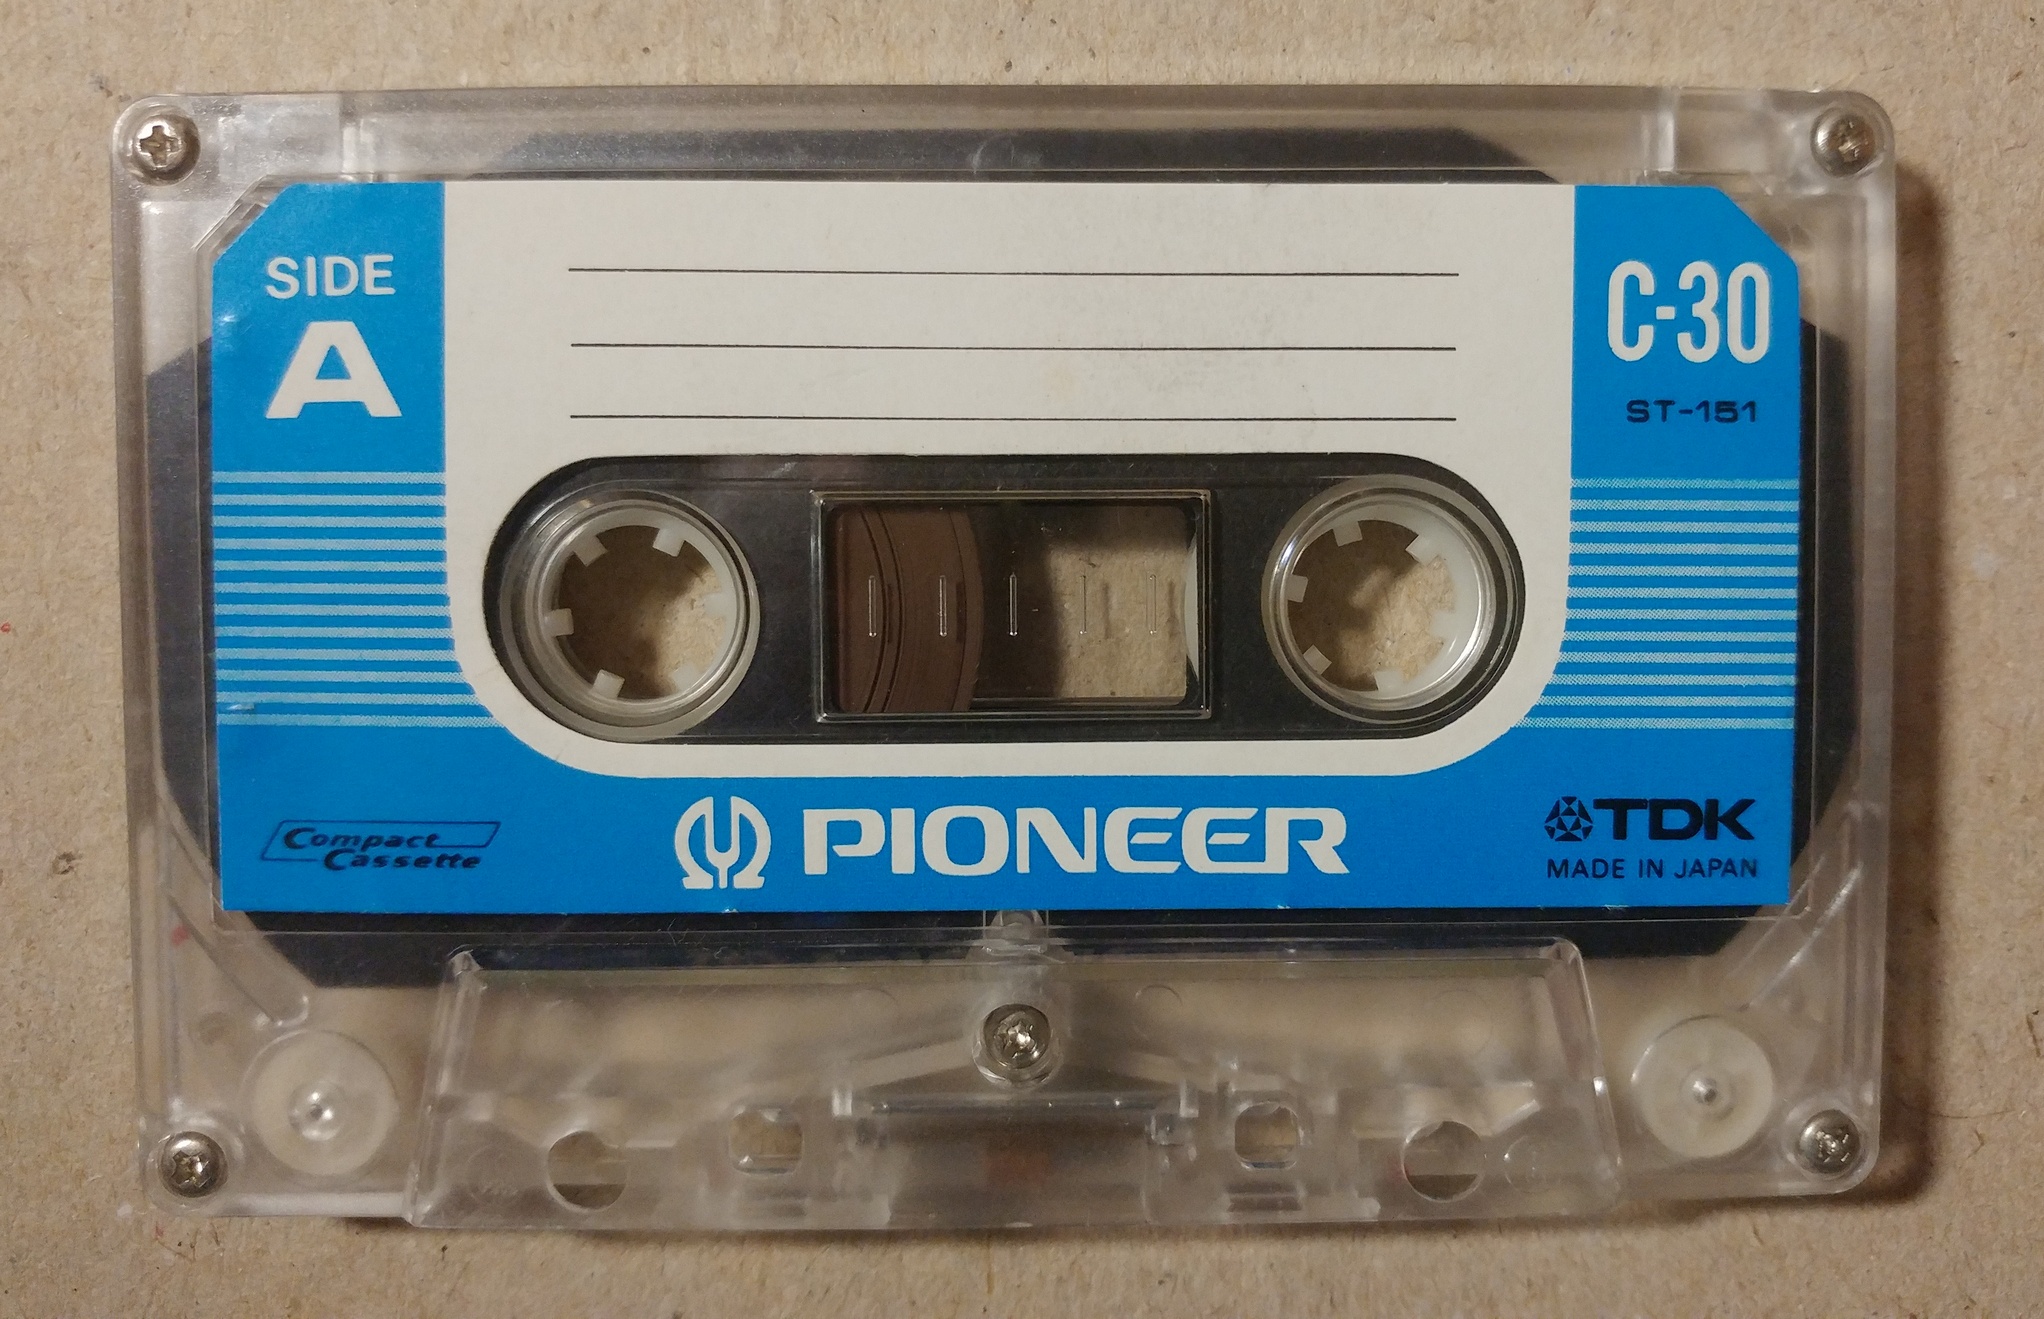 SIDE
A
C-30
ST-151
Compact
Cassette
PIONEER
TDK
MADE IN JAPAN